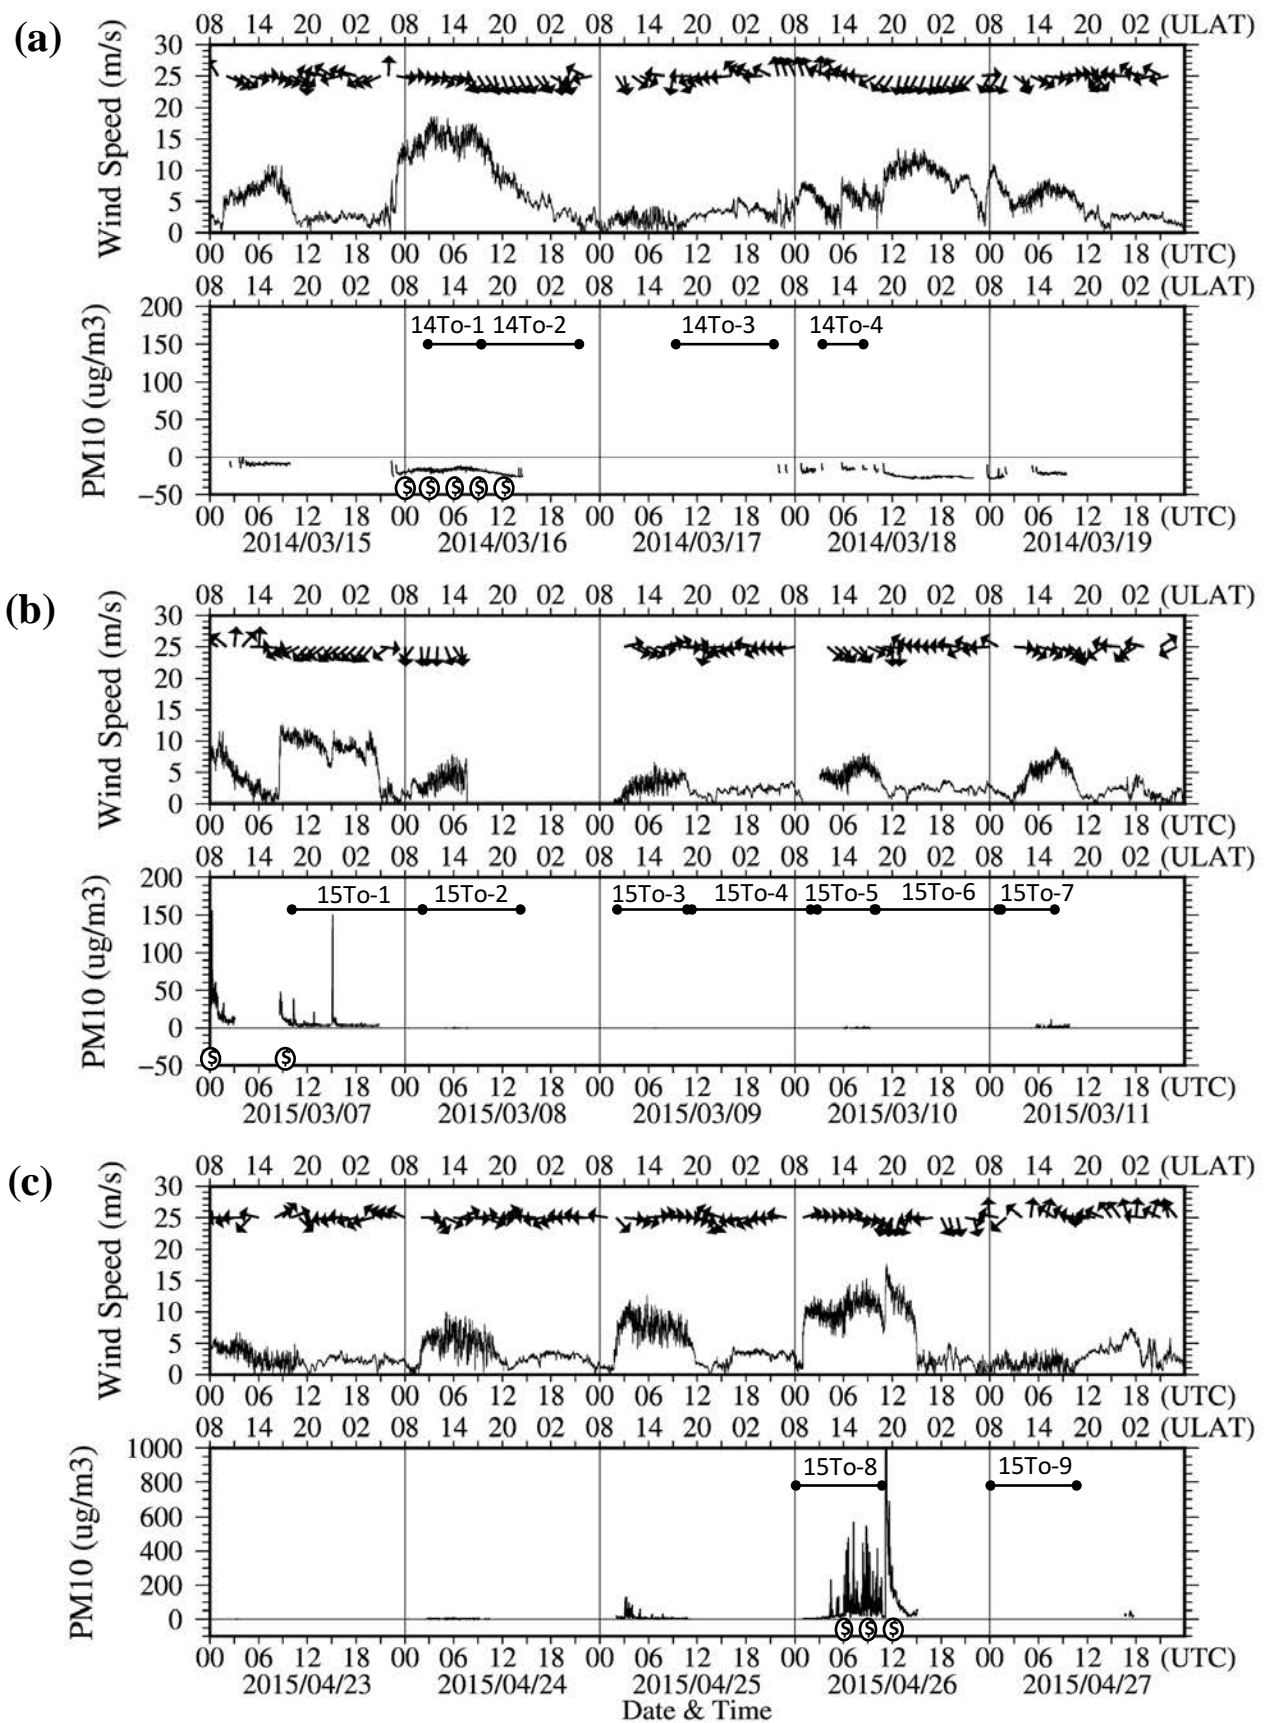 (a)
08 14 20 02 08 14 20 02 08 14 20 02 08 14 20 02 08 14 20 02 (ULAT)
Wind Speed (m/s)
30
25
20
15
10
5
0
00 06 12 18 00 06 12 18 00 06 12 18 00 06 12 18 00 06 12 18 (UTC)
08 14 20 02 08 14 20 02 08 14 20 02 08 14 20 02 08 14 20 02 (ULAT)
PM10 (ug/m3)
200
150
100
50
0
−50
14To-1 14To-2 14To-3 14To-4
$ $ $ $ $
00 06 12 18 00 06 12 18 00 06 12 18 00 06 12 18 00 06 12 18 (UTC)
2014/03/15 2014/03/16 2014/03/17 2014/03/18 2014/03/19
(b)
08 14 20 02 08 14 20 02 08 14 20 02 08 14 20 02 08 14 20 02 (ULAT)
Wind Speed (m/s)
30
25
20
15
10
5
0
00 06 12 18 00 06 12 18 00 06 12 18 00 06 12 18 00 06 12 18 (UTC)
08 14 20 02 08 14 20 02 08 14 20 02 08 14 20 02 08 14 20 02 (ULAT)
PM10 (ug/m3)
200
150
100
50
0
−50
15To-1 15To-2 15To-3 15To-4 15To-5 15To-6 15To-7
$ $
00 06 12 18 00 06 12 18 00 06 12 18 00 06 12 18 00 06 12 18 (UTC)
2015/03/07 2015/03/08 2015/03/09 2015/03/10 2015/03/11
(c)
08 14 20 02 08 14 20 02 08 14 20 02 08 14 20 02 08 14 20 02 (ULAT)
Wind Speed (m/s)
30
25
20
15
10
5
0
00 06 12 18 00 06 12 18 00 06 12 18 00 06 12 18 00 06 12 18 (UTC)
08 14 20 02 08 14 20 02 08 14 20 02 08 14 20 02 08 14 20 02 (ULAT)
PM10 (ug/m3)
1000
800
600
400
200
0
15To-8 15To-9
$ $ $
00 06 12 18 00 06 12 18 00 06 12 18 00 06 12 18 00 06 12 18 (UTC)
2015/04/23 2015/04/24 2015/04/25 2015/04/26 2015/04/27
Date & Time